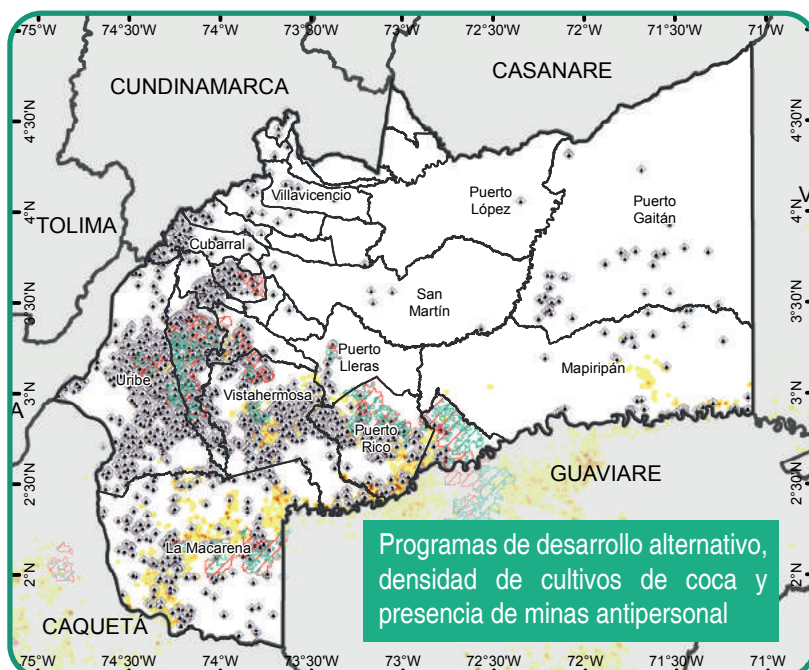 75°W 74°30'W 74°W 73°30'W 73°W 72°30'W 72°W 71°30'W 71°W
CUNDINAMARCA
CASANARE
4°30'N
4°30'N
Villavicencio
Puerto
López
Puerto
Gaitán
4°N
4°N
TOLIMA
V
Cubarral
3°30'N
3°30'N
San
Martín
Puerto
Lleras
Mapiripán
Uribe
Vistahermosa
3°N
3°N
A
Puerto
Rico
GUAVIARE
2°30'N
2°30'N
La Macarena
2°N
2°N
Programas de desarrollo alternativo,
densidad de cultivos de coca y
presencia de minas antipersonal
CAQUETÁ
75°W 74°30'W 74°W 73°30'W 73°W 72°30'W 72°W 71°30'W 71°W